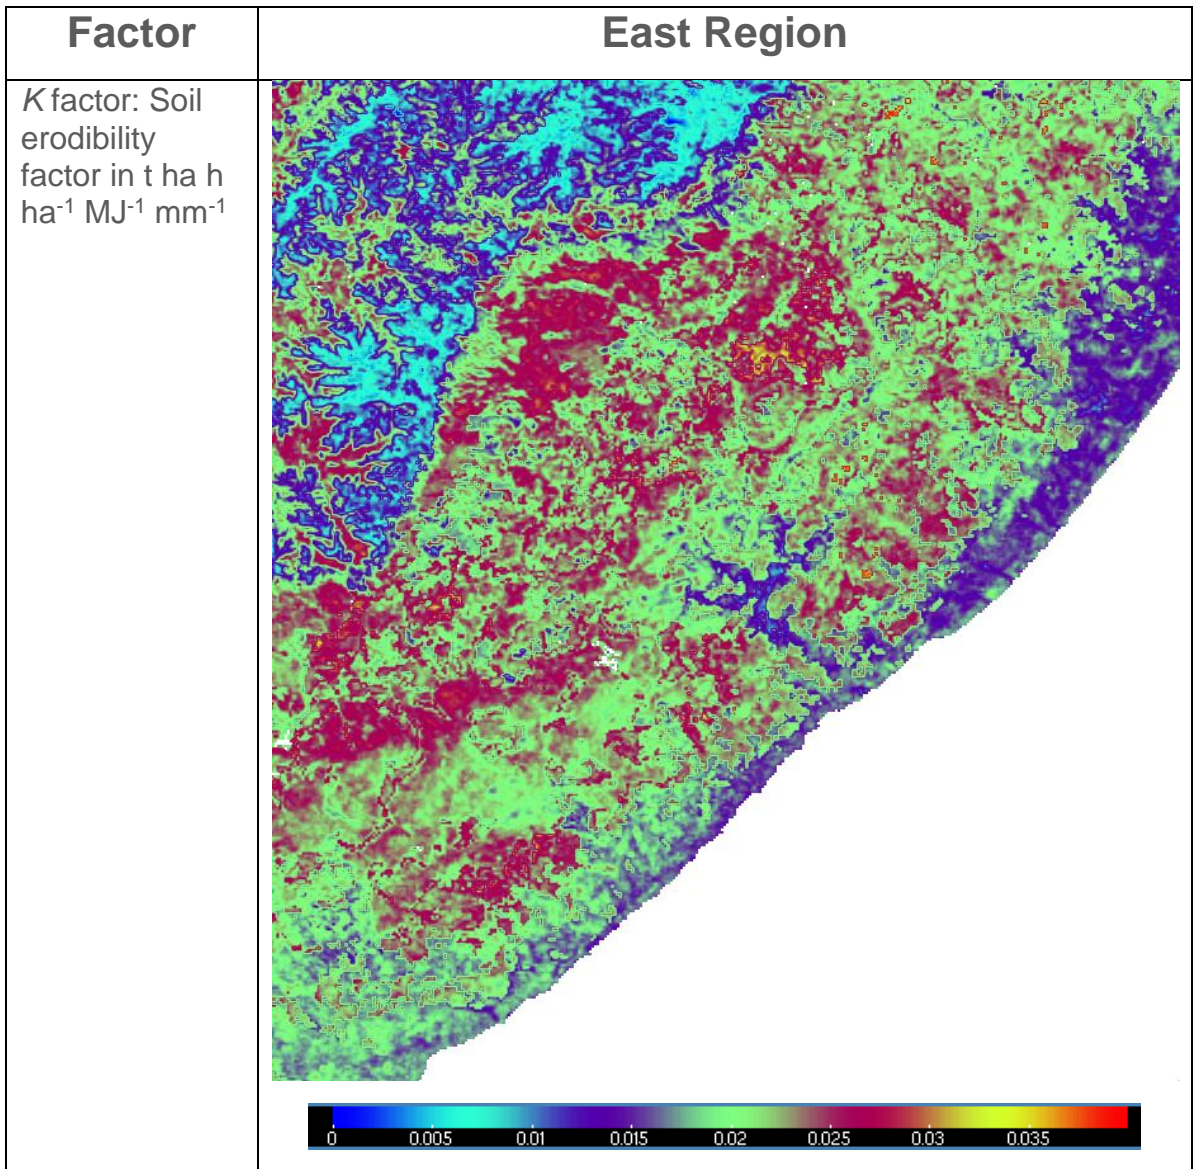 Factor
East Region
K factor: Soil
erodibility
factor in t ha h
ha⁻¹ MJ⁻¹ mm⁻¹
0 0.005 0.01 0.015 0.02 0.025 0.03 0.035